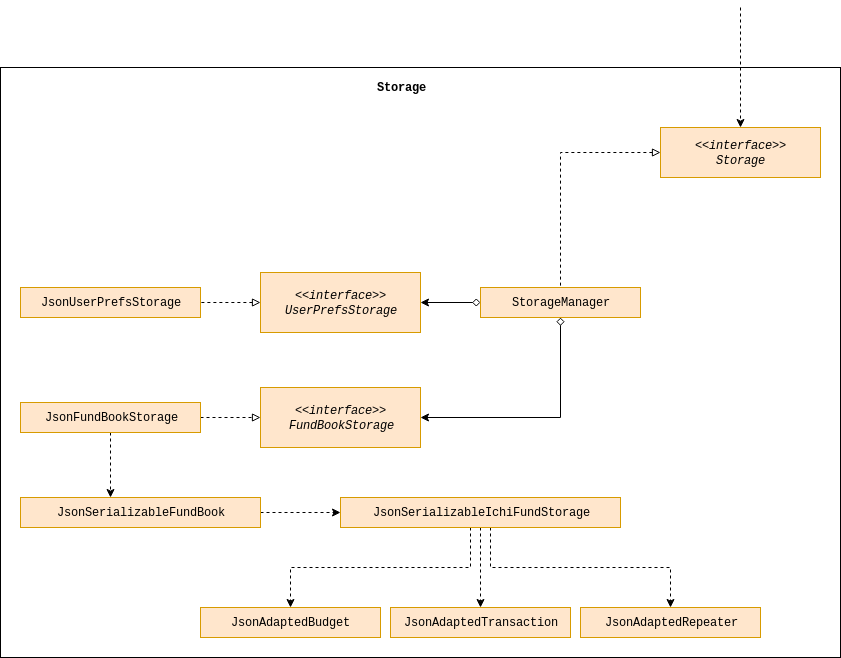 Storage
<<interface>>
Storage
JsonUserPrefsStorage
<<interface>>
UserPrefsStorage
StorageManager
JsonFundBookStorage
<<interface>>
FundBookStorage
JsonSerializableFundBook
JsonSerializableIchiFundStorage
JsonAdaptedBudget
JsonAdaptedTransaction
JsonAdaptedRepeater